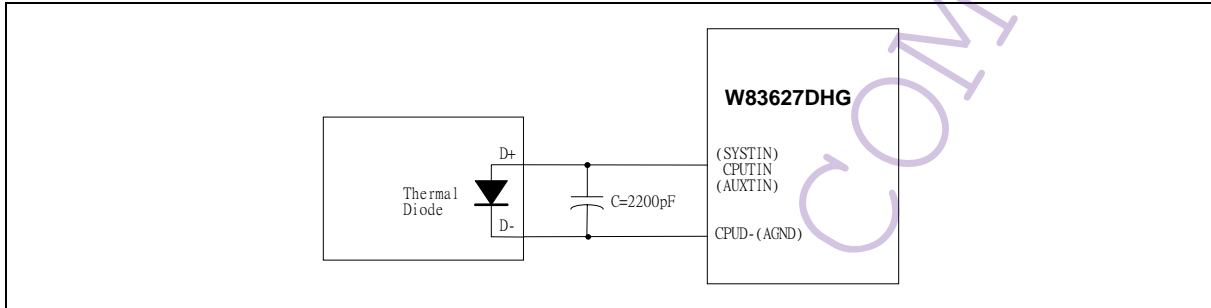 W83627DHG
D+
(SYSTIN)
CPUTIN
(AUXTIN)
Thermal
Diode
C=2200pF
D-
CPUD-(AGND)
COM